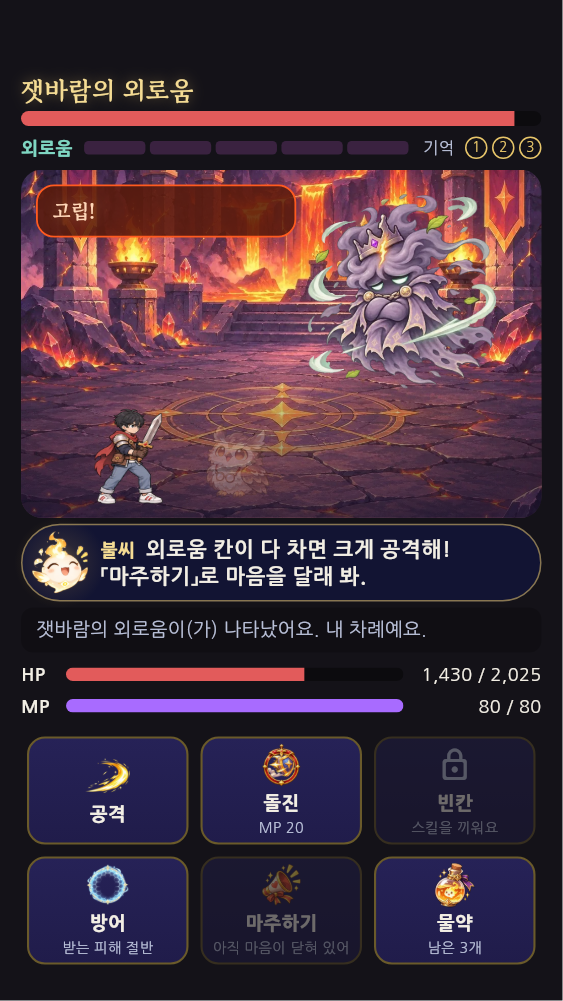 잿바람의 외로움
외로움
기억 1 2 3
고립!
불씨 외로움 칸이 다 차면 크게 공격해!
「마주하기」로 마음을 달래 봐.
잿바람의 외로움이(가) 나타났어요. 내 차례예요.
HP 1,430 / 2,025
MP 80 / 80
공격
돌진
MP 20
빈칸
스킬을 끼워요
방어
받는 피해 절반
마주하기
아직 마음이 닫혀 있어
물약
남은 3개